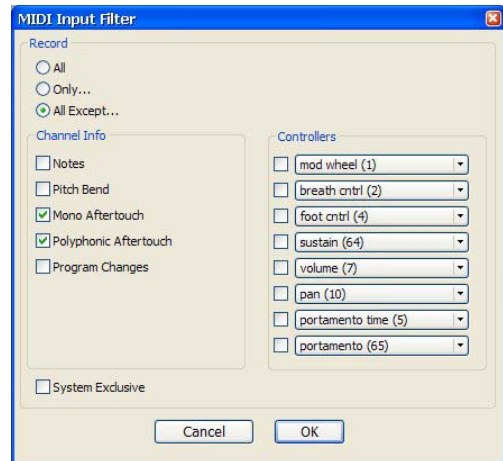 MIDI Input Filter
Record
All
Only...
All Except...
Channel Info
Notes
Pitch Bend
Mono Aftertouch
Polyphonic Aftertouch
Program Changes
Controllers
mod wheel (1)
breath cntrl (2)
foot cntrl (4)
sustain (64)
volume (7)
pan (10)
portamento time (5)
portamento (65)
System Exclusive
Cancel
OK